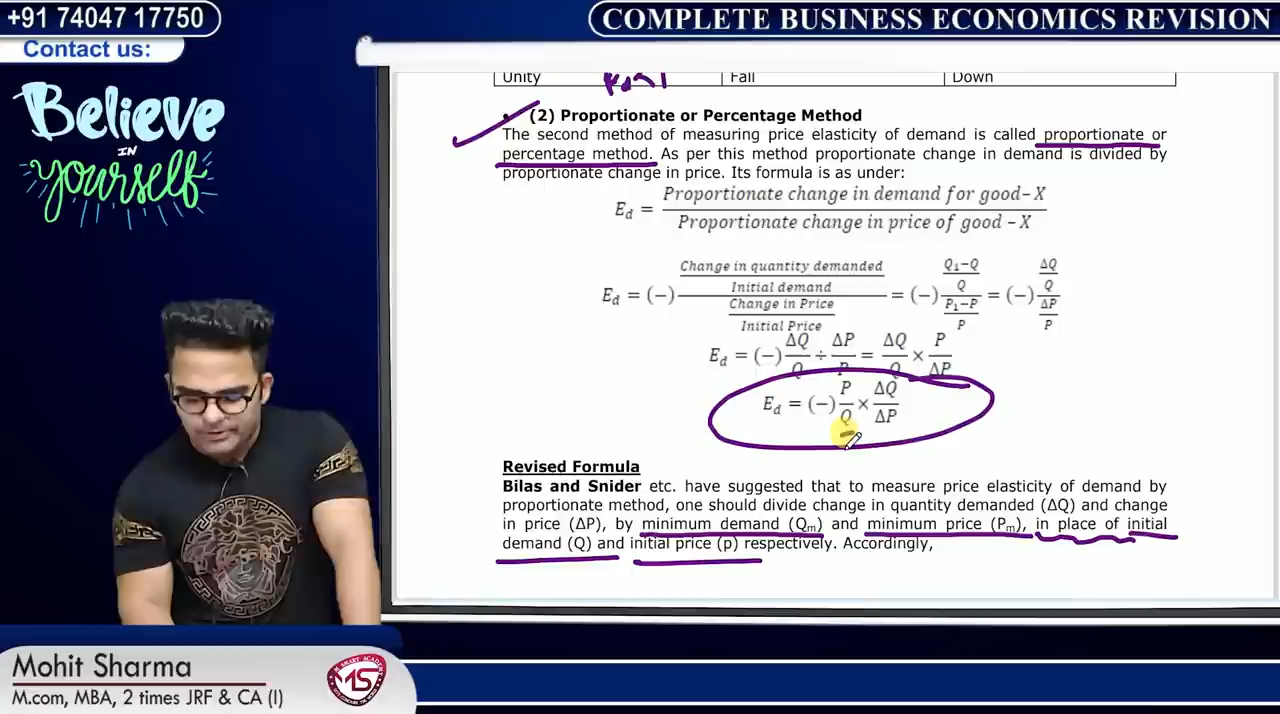 +91 74047 17750
Contact us:
COMPLETE BUSINESS ECONOMICS REVISION
Believe
IN
yourself
Unity Fall Down
• (2) Proportionate or Percentage Method
The second method of measuring price elasticity of demand is called proportionate or
percentage method. As per this method proportionate change in demand is divided by
proportionate change in price. Its formula is as under:
E_d = Proportionate change in demand for good–X / Proportionate change in price of good – X
E_d = (−) (Change in quantity demanded / Initial demand) / (Change in Price / Initial Price) = (−) ((Q₁−Q) / Q) / ((P₁−P) / P) = (−) (ΔQ / Q) / (ΔP / P)
E_d = (−) ΔQ / Q ÷ ΔP / P = ΔQ / Q × P / ΔP
E_d = (−) P / Q × ΔQ / ΔP
Revised Formula
Bilas and Snider etc. have suggested that to measure price elasticity of demand by
proportionate method, one should divide change in quantity demanded (ΔQ) and change
in price (ΔP), by minimum demand (Qₘ) and minimum price (Pₘ), in place of initial
demand (Q) and initial price (p) respectively. Accordingly,
Mohit Sharma
M.com, MBA, 2 times JRF & CA (I)
M SMART ACADEMY
MS